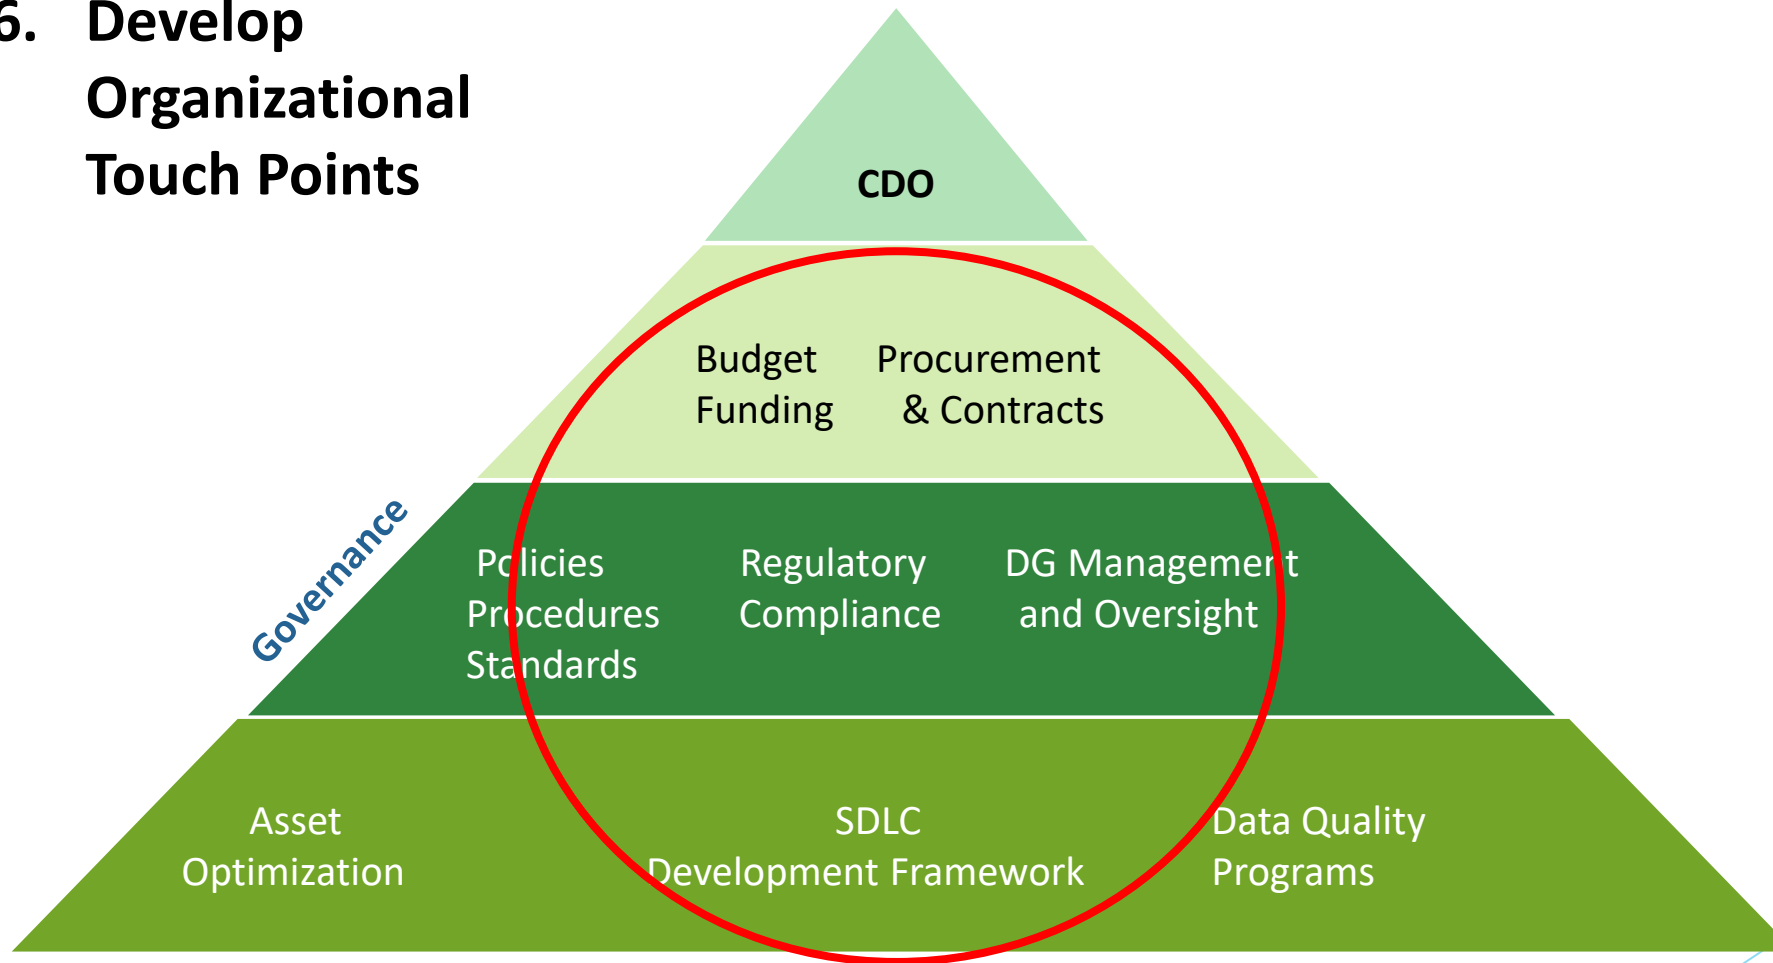 6. Develop
Organizational
Touch Points
CDO
Budget Procurement
Funding & Contracts
Governance
Policies Regulatory DG Management
Procedures Compliance and Oversight
Standards
Asset SDLC Data Quality
Optimization Development Framework Programs